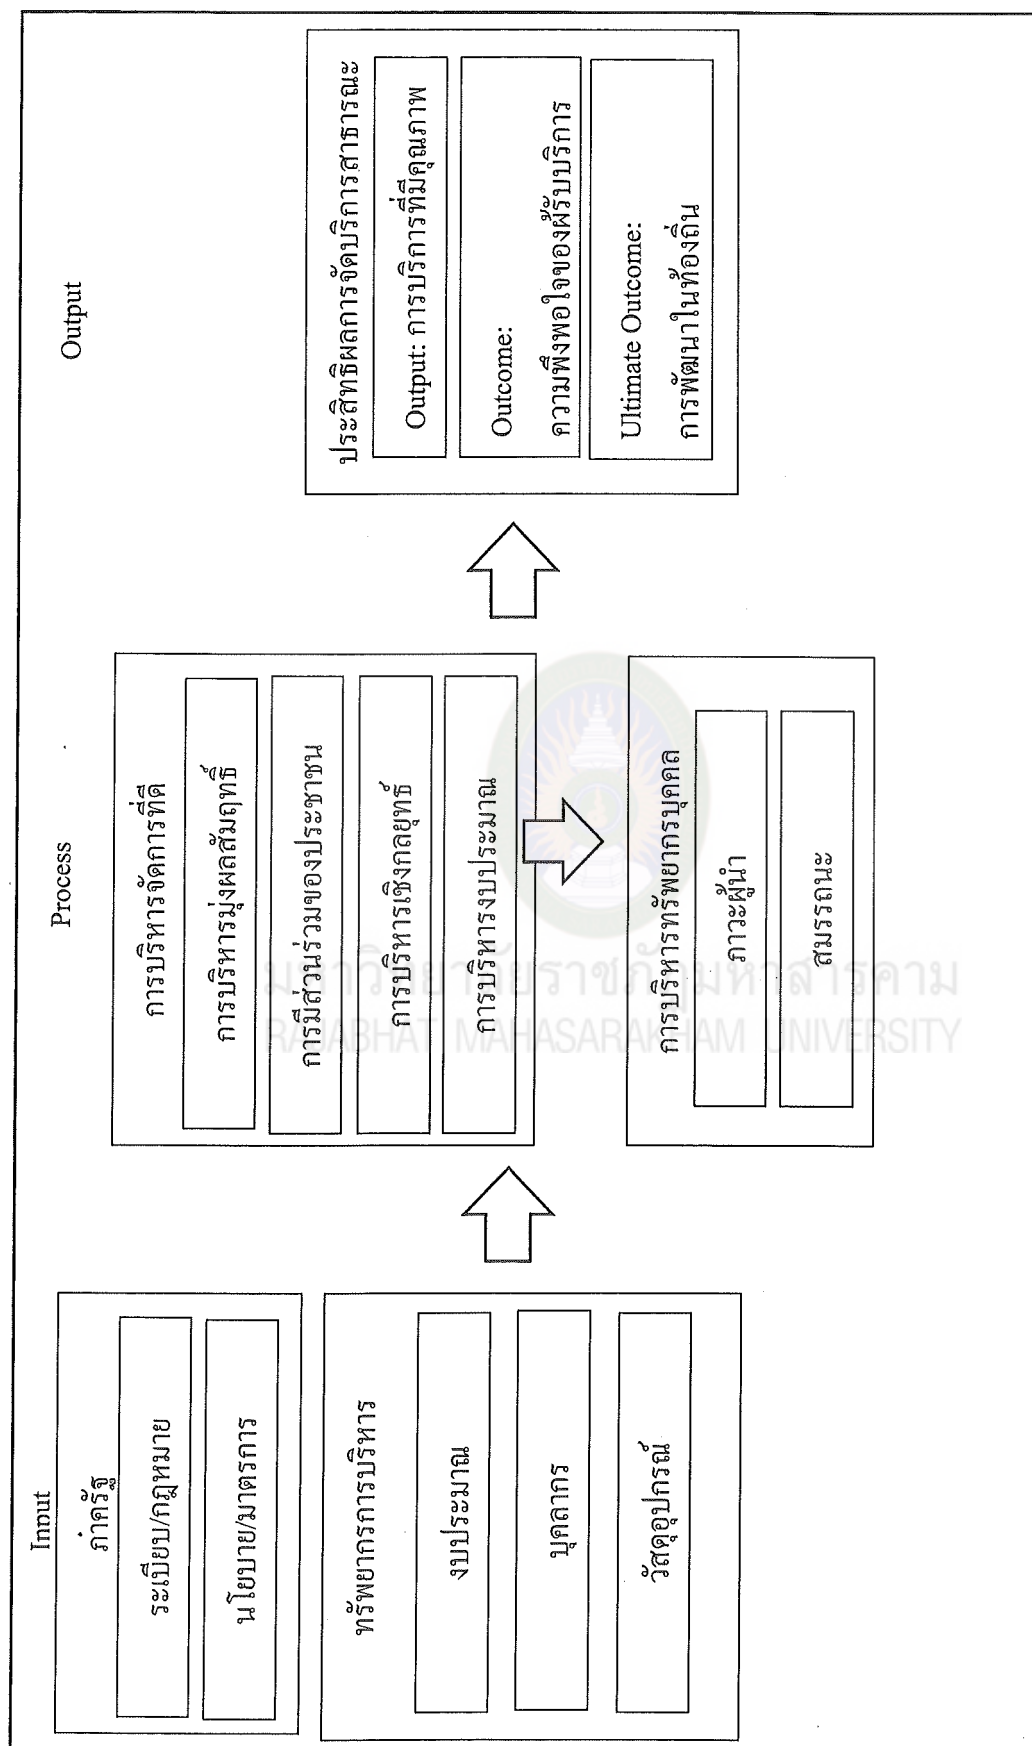 Input
ภาครัฐ
ระเบียบ/กฎหมาย
นโยบาย/มาตรการ
ทรัพยากรการบริหาร
งบประมาณ
บุคลากร
วัสดุอุปกรณ์
Process
การบริหารจัดการที่ดี
การบริหารมุ่งผลสัมฤทธิ์
การมีส่วนร่วมของประชาชน
การบริหารเชิงกลยุทธ์
การบริหารงบประมาณ
การบริหารทรัพยากรบุคคล
ภาวะผู้นำ
สมรรถนะ
Output
ประสิทธิผลการจัดบริการสาธารณะ
Output: การบริการที่มีคุณภาพ
Outcome:
ความพึงพอใจของผู้รับบริการ
Ultimate Outcome:
การพัฒนาในท้องถิ่น
มหาวิทยาลัยราชภัฏมหาสารคาม
RAJABHAT MAHASARAKHAM UNIVERSITY